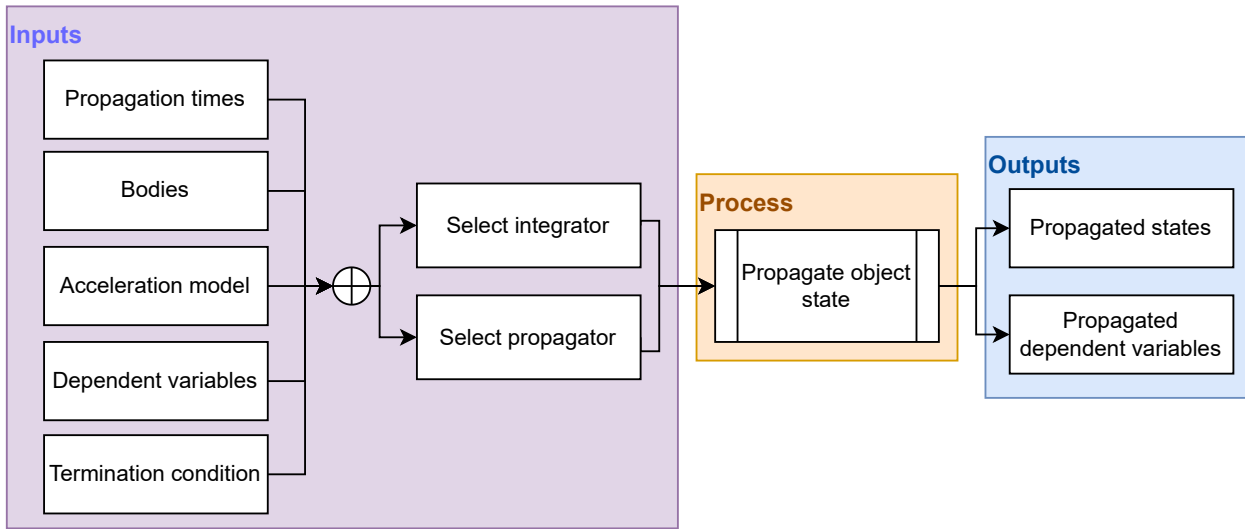 Inputs
Propagation times
Bodies
Acceleration model
Dependent variables
Termination condition
Select integrator
Select propagator
Process
Propagate object
state
Outputs
Propagated states
Propagated
dependent variables